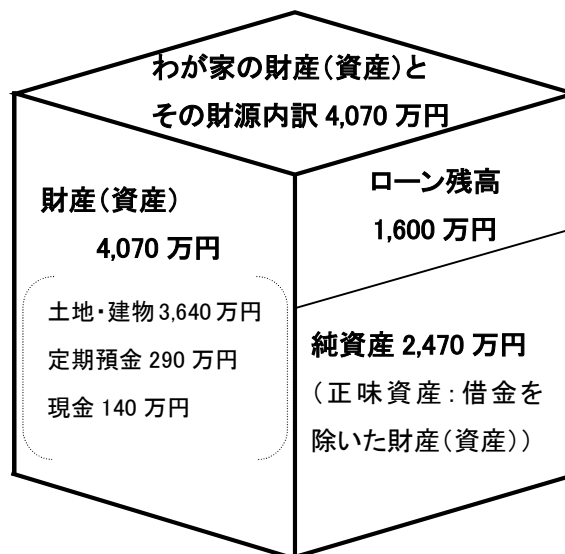 わが家の財産(資産)と
その財源内訳 4,070 万円
財産(資産)
4,070 万円
土地・建物 3,640 万円
定期預金 290 万円
現金 140 万円
ローン残高
1,600 万円
純資産 2,470 万円
(正味資産:借金を
除いた財産(資産))